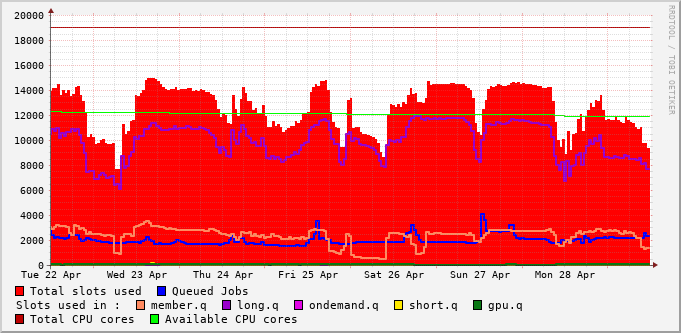 20000
18000
16000
14000
12000
10000
8000
6000
4000
2000
0
Tue 22 Apr Wed 23 Apr Thu 24 Apr Fri 25 Apr Sat 26 Apr Sun 27 Apr Mon 28 Apr
Total slots used Queued Jobs
Slots used in : member.q long.q ondemand.q short.q gpu.q
Total CPU cores Available CPU cores
RRDTOOL / TOBI OETIKER